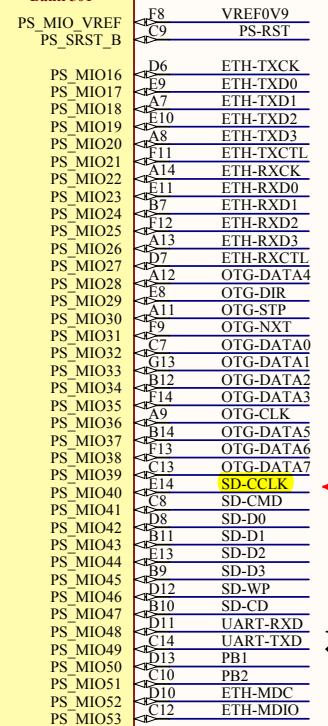 PS_MIO_VREF F8 VREF0V9
PS_SRST_B C9 PS-RST
PS_MIO16 D6 ETH-TXCK
PS_MIO17 E9 ETH-TXD0
PS_MIO18 A7 ETH-TXD1
PS_MIO19 E10 ETH-TXD2
PS_MIO20 A8 ETH-TXD3
PS_MIO21 F11 ETH-TXCTL
PS_MIO22 A14 ETH-RXCK
PS_MIO23 E11 ETH-RXD0
PS_MIO24 B7 ETH-RXD1
PS_MIO25 F12 ETH-RXD2
PS_MIO26 A13 ETH-RXD3
PS_MIO27 D7 ETH-RXCTL
PS_MIO28 A12 OTG-DATA4
PS_MIO29 E8 OTG-DIR
PS_MIO30 A11 OTG-STP
PS_MIO31 F9 OTG-NXT
PS_MIO32 C7 OTG-DATA0
PS_MIO33 G13 OTG-DATA1
PS_MIO34 B12 OTG-DATA2
PS_MIO35 F14 OTG-DATA3
PS_MIO36 A9 OTG-CLK
PS_MIO37 B14 OTG-DATA5
PS_MIO38 F13 OTG-DATA6
PS_MIO39 C13 OTG-DATA7
PS_MIO40 E14 SD-CCLK
PS_MIO41 C8 SD-CMD
PS_MIO42 D8 SD-D0
PS_MIO43 B11 SD-D1
PS_MIO44 E13 SD-D2
PS_MIO45 B9 SD-D3
PS_MIO46 D12 SD-WP
PS_MIO47 B10 SD-CD
PS_MIO48 D11 UART-RXD
PS_MIO49 C14 UART-TXD
PS_MIO50 D13 PB1
PS_MIO51 C10 PB2
PS_MIO52 D10 ETH-MDC
PS_MIO53 C12 ETH-MDIO